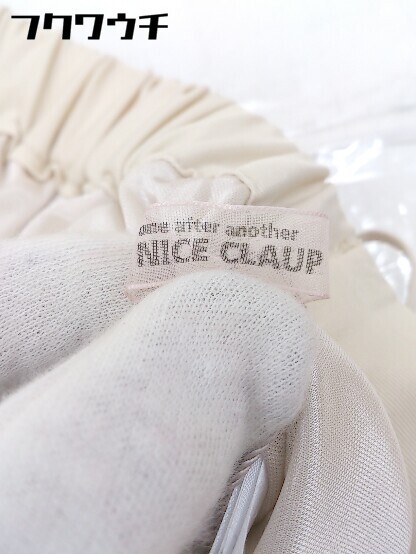 フクワウチ
one after another
NICE CLAUP